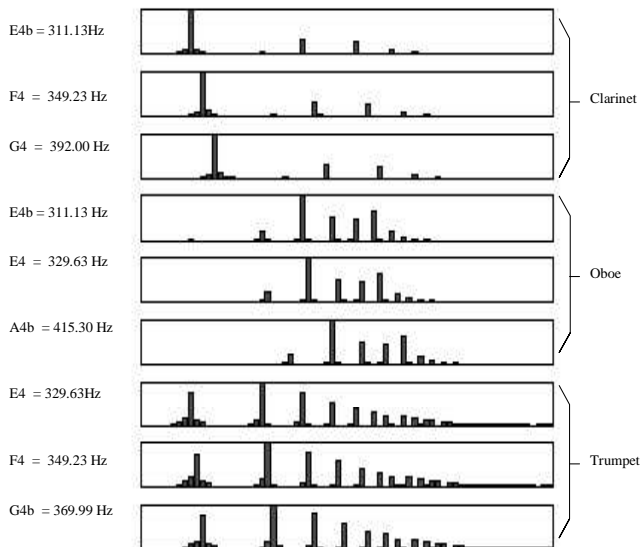 E4b = 311.13Hz
F4 = 349.23 Hz
Clarinet
G4 = 392.00 Hz
E4b = 311.13 Hz
E4 = 329.63 Hz
Oboe
A4b = 415.30 Hz
E4 = 329.63Hz
F4 = 349.23 Hz
Trumpet
G4b = 369.99 Hz